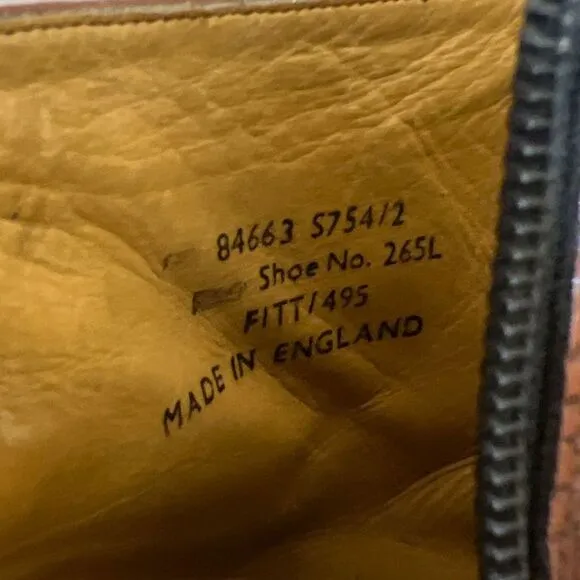 84663 S754/2
Shoe No. 265L
FITT/495
MADE IN ENGLAND